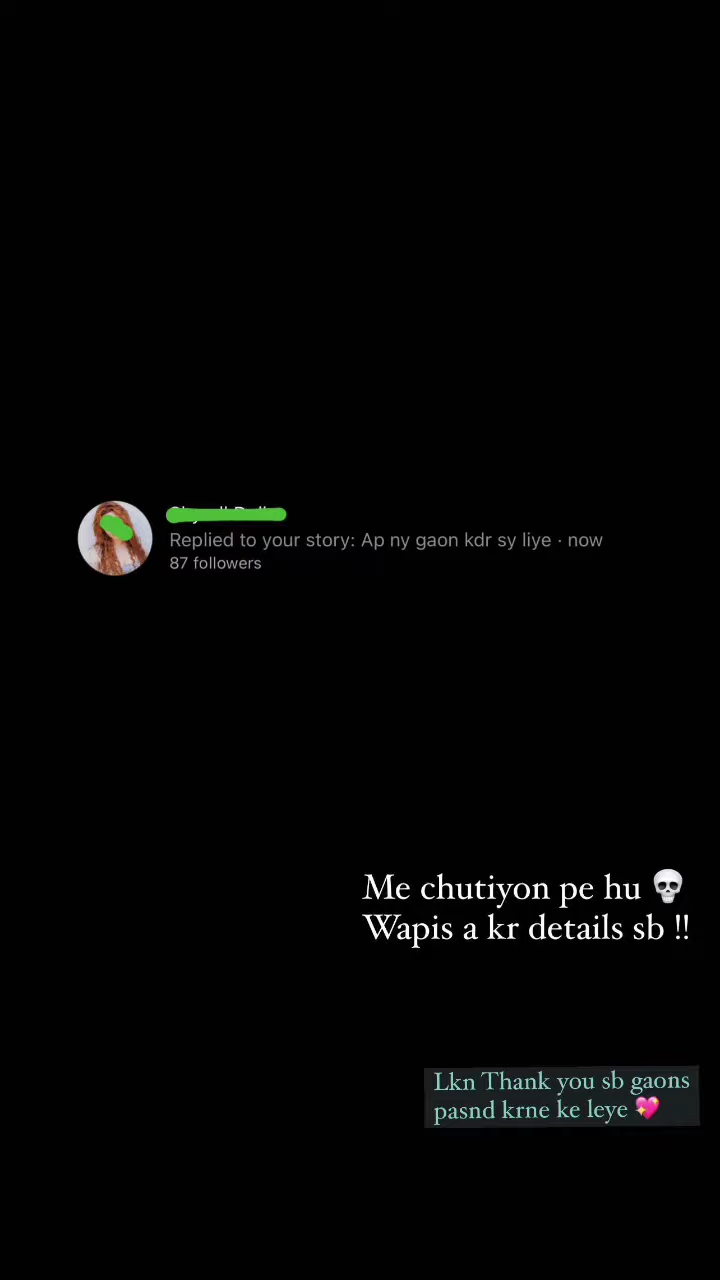 Replied to your story: Ap ny gaon kdr sy liye · now
87 followers
Me chutiyon pe hu 💀
Wapis a kr details sb !!
Lkn Thank you sb gaons
pasnd krne ke leye 💖